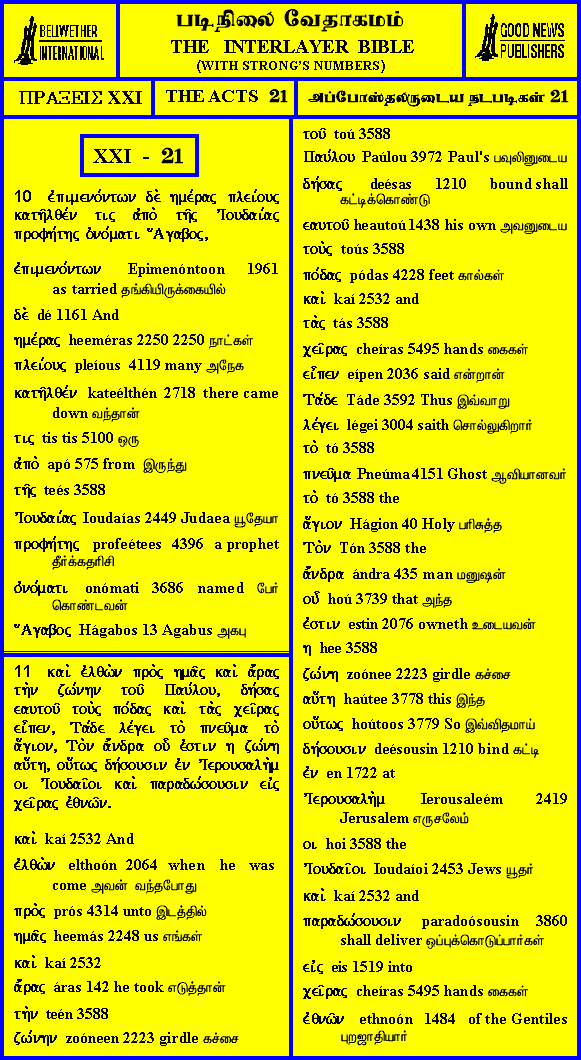 BELLWETHER
INTERNATIONAL
படிநிலை வேதாகமம்
THE INTERLAYER BIBLE
(WITH STRONG'S NUMBERS)
GOOD NEWS
PUBLISHERS
ΠΡΑΞΕΙΣ XXI
THE ACTS 21
அப்போஸ்தலருடைய நடபடிகள் 21
XXI - 21
10 ἐπιμενόντων δὲ ημέρας πλείους
κατῆλθέν τις ἀπὸ τῆς Ἰουδαίας
προφήτης ὀνόματι Ἅγαβος,
ἐπιμενόντων Epimenóntoon 1961
as tarried தங்கியிருக்கையில்
δὲ dé 1161 And
ημέρας heeméras 2250 2250 நாட்கள்
πλείους pleíous 4119 many அநேக
κατῆλθέν kateélthén 2718 there came
down வந்தான்
τις tis tis 5100 ஒரு
ἀπὸ apó 575 from இருந்து
τῆς teés 3588
Ἰουδαίας Ioudaías 2449 Judaea யூதேயா
προφήτης profeétees 4396 a prophet
தீர்க்கதரிசி
ὀνόματι onómati 3686 named பேர்
கொண்டவன்
Ἅγαβος Hágabos 13 Agabus அகபு
11 καὶ ἐλθὼν πρὸς ημᾶς καὶ ἄρας
τὴν ζώνην τοῦ Παύλου, δήσας
εαυτοῦ τοὺς πόδας καὶ τὰς χεῖρας
εἶπεν, Τάδε λέγει τὸ πνεῦμα τὸ
ἅγιον, Τὸν ἄνδρα οὗ ἐστιν η ζώνη
αὕτη, οὕτως δήσουσιν ἐν Ἰερουσαλὴμ
οι Ἰουδαῖοι καὶ παραδώσουσιν εἰς
χεῖρας ἐθνῶν.
καὶ kaí 2532 And
ἐλθὼν elthoón 2064 when he was
come அவன் வந்தபோது
πρὸς prós 4314 unto இடத்தில்
ημᾶς heemás 2248 us எங்கள்
καὶ kaí 2532
ἄρας áras 142 he took எடுத்தான்
τὴν teén 3588
ζώνην zoóneen 2223 girdle கச்சை
τοῦ toú 3588
Παύλου Paúlou 3972 Paul's பவுலினுடைய
δήσας deésas 1210 bound shall
கட்டிக்கொண்டு
εαυτοῦ heautoú 1438 his own அவனுடைய
τοὺς toús 3588
πόδας pódas 4228 feet கால்கள்
καὶ kaí 2532 and
τὰς tás 3588
χεῖρας cheíras 5495 hands கைகள்
εἶπεν eípen 2036 said என்றான்
Τάδε Táde 3592 Thus இவ்வாறு
λέγει légei 3004 saith சொல்லுகிறார்
τὸ tó 3588
πνεῦμα Pneúma 4151 Ghost ஆவியானவர்
τὸ tó 3588 the
ἅγιον Hágion 40 Holy பரிசுத்த
Τὸν Tón 3588 the
ἄνδρα ándra 435 man மனுஷன்
οὗ hoú 3739 that அந்த
ἐστιν estin 2076 owneth உடையவன்
η hee 3588
ζώνη zoónee 2223 girdle கச்சை
αὕτη haútee 3778 this இந்த
οὕτως hoútoos 3779 So இவ்விதமாய்
δήσουσιν deésousin 1210 bind கட்டி
ἐν en 1722 at
Ἰερουσαλὴμ Ierousaleém 2419
Jerusalem எருசலேம்
οι hoi 3588 the
Ἰουδαῖοι Ioudaíoi 2453 Jews யூதர்
καὶ kaí 2532 and
παραδώσουσιν paradoósousin 3860
shall deliver ஒப்புக்கொடுப்பார்கள்
εἰς eis 1519 into
χεῖρας cheíras 5495 hands கைகள்
ἐθνῶν ethnoón 1484 of the Gentiles
புறஜாதியார்